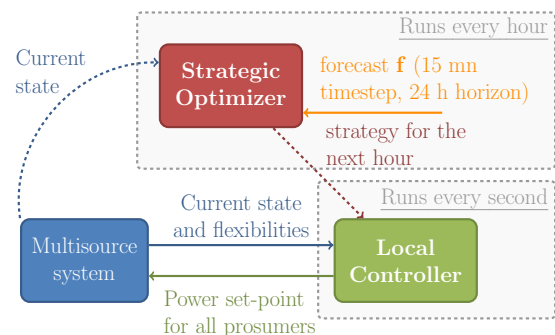 Runs every hour
Current
state
Strategic
Optimizer
forecast f (15 mn
timestep, 24 h horizon)
strategy for the
next hour
Runs every second
Current state
and flexibilities
Multisource
system
Local
Controller
Power set-point
for all prosumers